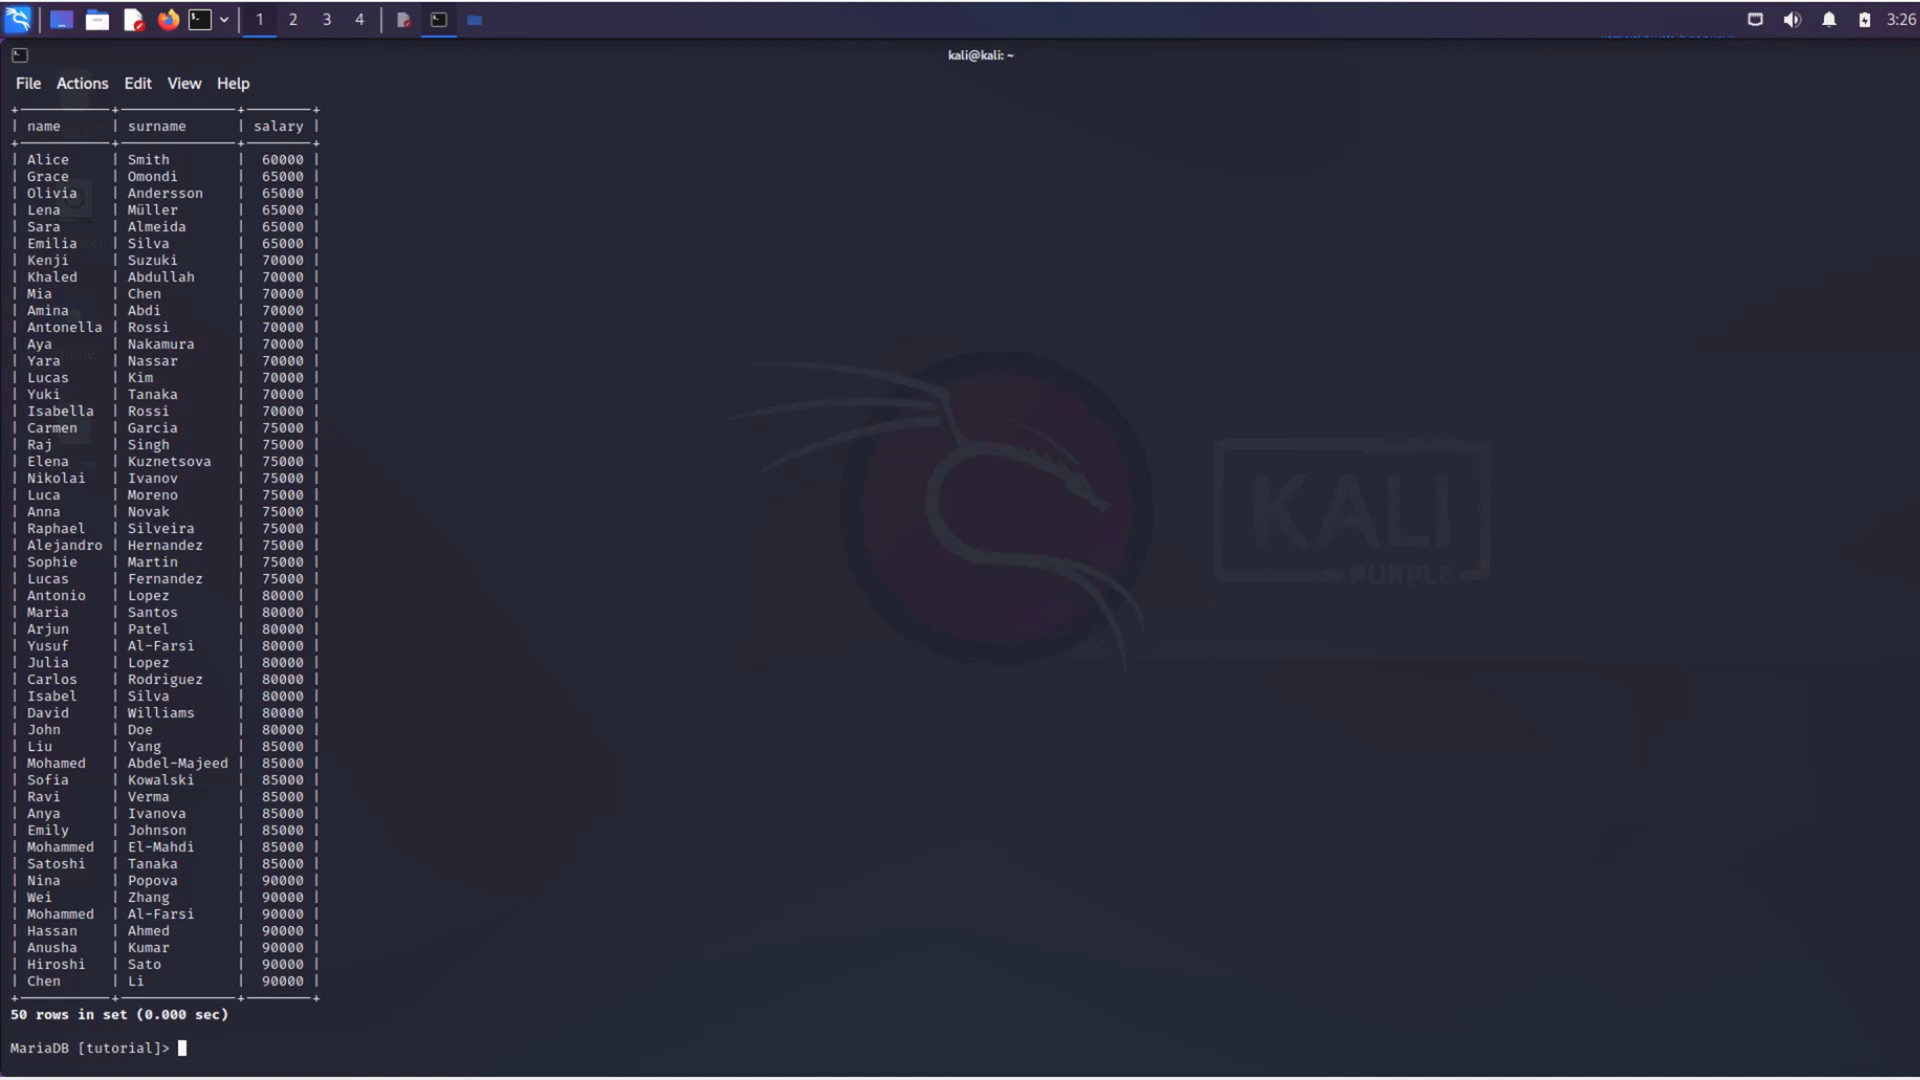 1 2 3 4
3:26
kali@kali: ~
File Actions Edit View Help
+-----------+--------------+--------+
| name | surname | salary |
+-----------+--------------+--------+
| Alice | Smith | 60000 |
| Grace | Omondi | 65000 |
| Olivia | Andersson | 65000 |
| Lena | Müller | 65000 |
| Sara | Almeida | 65000 |
| Emilia | Silva | 65000 |
| Kenji | Suzuki | 70000 |
| Khaled | Abdullah | 70000 |
| Mia | Chen | 70000 |
| Amina | Abdi | 70000 |
| Antonella | Rossi | 70000 |
| Aya | Nakamura | 70000 |
| Yara | Nassar | 70000 |
| Lucas | Kim | 70000 |
| Yuki | Tanaka | 70000 |
| Isabella | Rossi | 70000 |
| Carmen | Garcia | 75000 |
| Raj | Singh | 75000 |
| Elena | Kuznetsova | 75000 |
| Nikolai | Ivanov | 75000 |
| Luca | Moreno | 75000 |
| Anna | Novak | 75000 |
| Raphael | Silveira | 75000 |
| Alejandro | Hernandez | 75000 |
| Sophie | Martin | 75000 |
| Lucas | Fernandez | 75000 |
| Antonio | Lopez | 80000 |
| Maria | Santos | 80000 |
| Arjun | Patel | 80000 |
| Yusuf | Al-Farsi | 80000 |
| Julia | Lopez | 80000 |
| Carlos | Rodriguez | 80000 |
| Isabel | Silva | 80000 |
| David | Williams | 80000 |
| John | Doe | 80000 |
| Liu | Yang | 85000 |
| Mohamed | Abdel-Majeed | 85000 |
| Sofia | Kowalski | 85000 |
| Ravi | Verma | 85000 |
| Anya | Ivanova | 85000 |
| Emily | Johnson | 85000 |
| Mohammed | El-Mahdi | 85000 |
| Satoshi | Tanaka | 85000 |
| Nina | Popova | 90000 |
| Wei | Zhang | 90000 |
| Mohammed | Al-Farsi | 90000 |
| Hassan | Ahmed | 90000 |
| Anusha | Kumar | 90000 |
| Hiroshi | Sato | 90000 |
| Chen | Li | 90000 |
+-----------+--------------+--------+
50 rows in set (0.000 sec)
MariaDB [tutorial]>
KALI
PURPLE